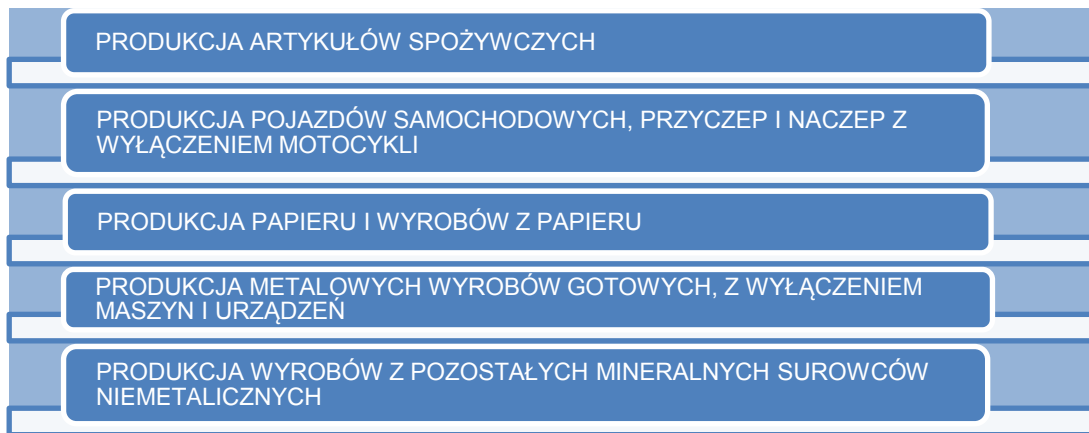 PRODUKCJA ARTYKUŁÓW SPOŻYWCZYCH
PRODUKCJA POJAZDÓW SAMOCHODOWYCH, PRZYCZEP I NACZEP Z
WYŁĄCZENIEM MOTOCYKLI
PRODUKCJA PAPIERU I WYROBÓW Z PAPIERU
PRODUKCJA METALOWYCH WYROBÓW GOTOWYCH, Z WYŁĄCZENIEM
MASZYN I URZĄDZEŃ
PRODUKCJA WYROBÓW Z POZOSTAŁYCH MINERALNYCH SUROWCÓW
NIEMETALICZNYCH